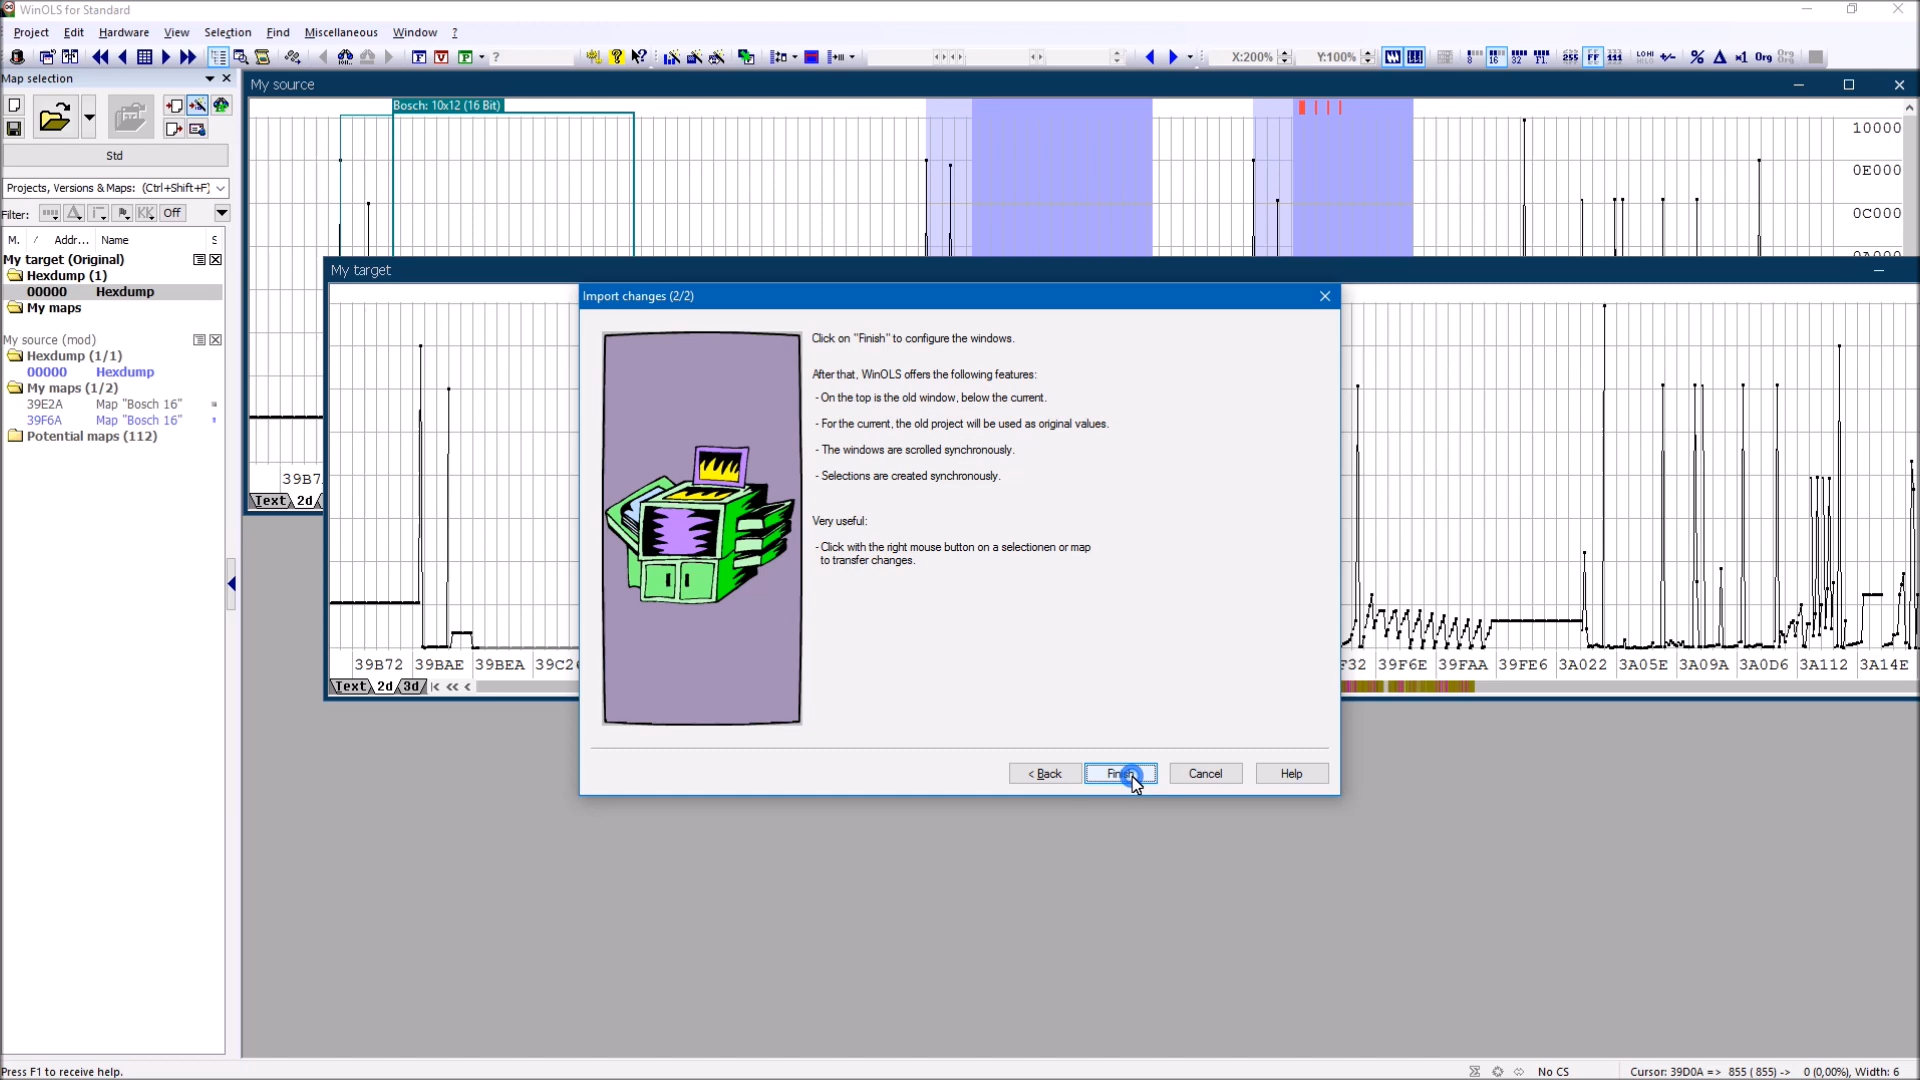 WinOLS for Standard
Project Edit Hardware View Selection Find Miscellaneous Window ?
X:200% Y:100%
Map selection
Std
Projects, Versions & Maps: (Ctrl+Shift+F)
Filter: Off
M. / Addr... Name S
My target (Original)
Hexdump (1)
00000 Hexdump
My maps
My source (mod)
Hexdump (1/1)
00000 Hexdump
My maps (1/2)
39E2A Map "Bosch 16"
39F6A Map "Bosch 16"
Potential maps (112)
My source
Bosch: 10x12 (16 Bit)
10000
0E000
0C000
39B7
Text 2d
My target
39B72 39BAE 39BEA 39C26
F32 39F6E 39FAA 39FE6 3A022 3A05E 3A09A 3A0D6 3A112 3A14E
Text 2d 3d
Import changes (2/2)
Click on "Finish" to configure the windows.
After that, WinOLS offers the following features:
- On the top is the old window, below the current.
- For the current, the old project will be used as original values.
- The windows are scrolled synchronously.
- Selections are created synchronously.
Very useful:
- Click with the right mouse button on a selectionen or map
to transfer changes.
< Back Finish Cancel Help
Press F1 to receive help.
No CS
Cursor: 39D0A => 855 ( 855) -> 0 (0,00%), Width: 6